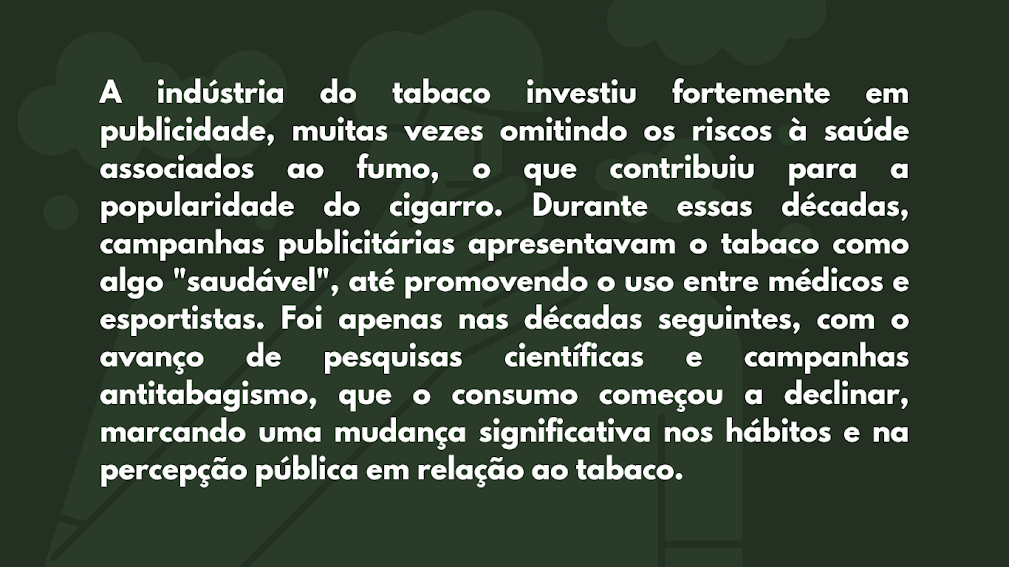 A indústria do tabaco investiu fortemente em
publicidade, muitas vezes omitindo os riscos à saúde
associados ao fumo, o que contribuiu para a
popularidade do cigarro. Durante essas décadas,
campanhas publicitárias apresentavam o tabaco como
algo "saudável", até promovendo o uso entre médicos e
esportistas. Foi apenas nas décadas seguintes, com o
avanço de pesquisas científicas e campanhas
antitabagismo, que o consumo começou a declinar,
marcando uma mudança significativa nos hábitos e na
percepção pública em relação ao tabaco.